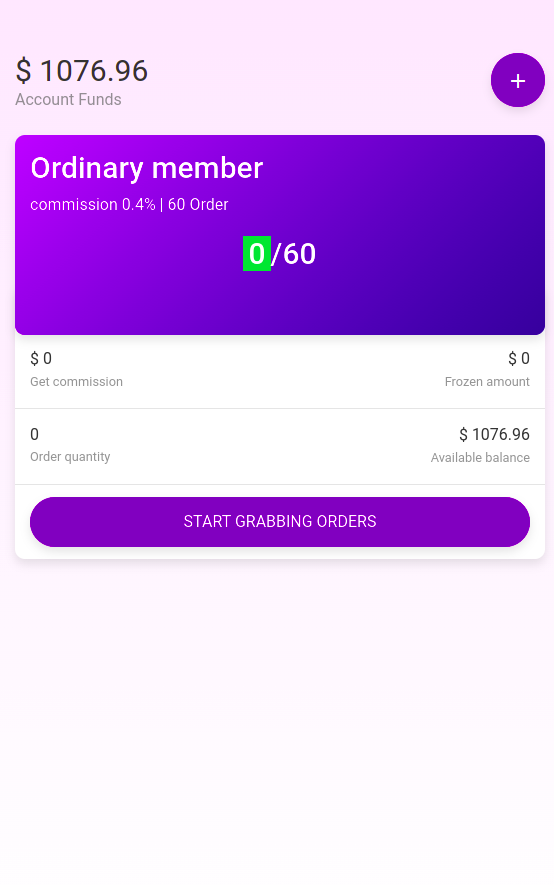 $ 1076.96
Account Funds
+
Ordinary member
commission 0.4% | 60 Order
0/60
$ 0
Get commission
$ 0
Frozen amount
0
Order quantity
$ 1076.96
Available balance
START GRABBING ORDERS